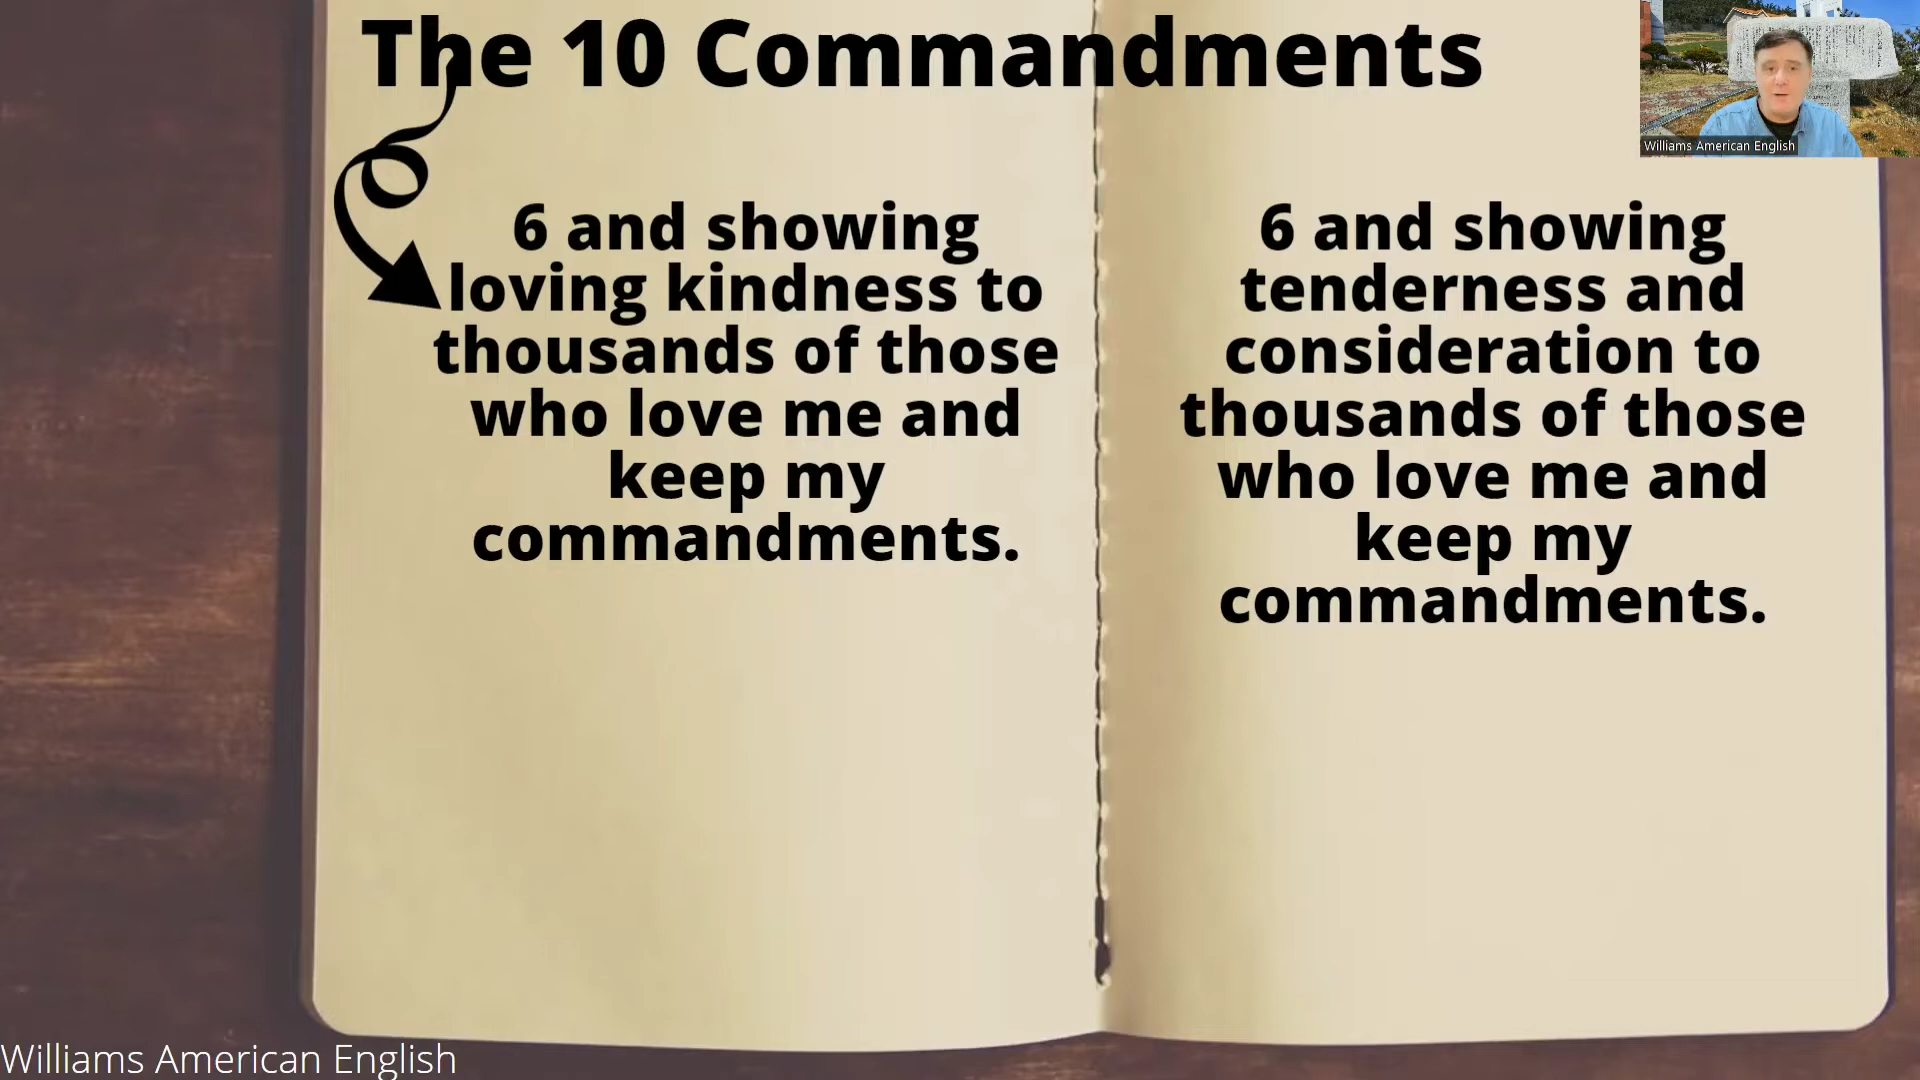 The 10 Commandments
6 and showing
loving kindness to
thousands of those
who love me and
keep my
commandments.
6 and showing
tenderness and
consideration to
thousands of those
who love me and
keep my
commandments.
Williams American English
Williams American English